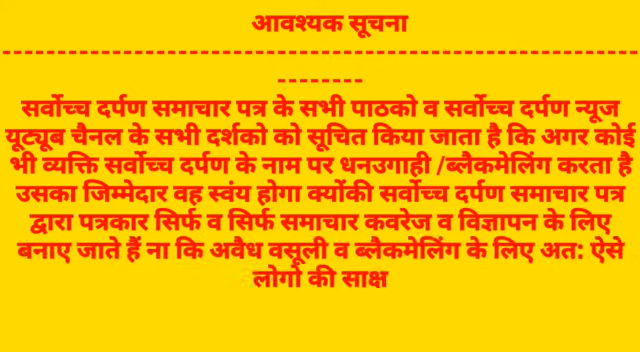 आवश्यक सूचना
------------------------------------------------------------
--------
सर्वोच्च दर्पण समाचार पत्र के सभी पाठको व सर्वोच्च दर्पण न्यूज
यूट्यूब चैनल के सभी दर्शको को सूचित किया जाता है कि अगर कोई
भी व्यक्ति सर्वोच्च दर्पण के नाम पर धनउगाही /ब्लैकमेलिंग करता है
उसका जिम्मेदार वह स्वंय होगा क्योंकी सर्वोच्च दर्पण समाचार पत्र
द्वारा पत्रकार सिर्फ व सिर्फ समाचार कवरेज व विज्ञापन के लिए
बनाए जाते हैं ना कि अवैध वसूली व ब्लैकमेलिंग के लिए अत: ऐसे
लोगो की साक्ष